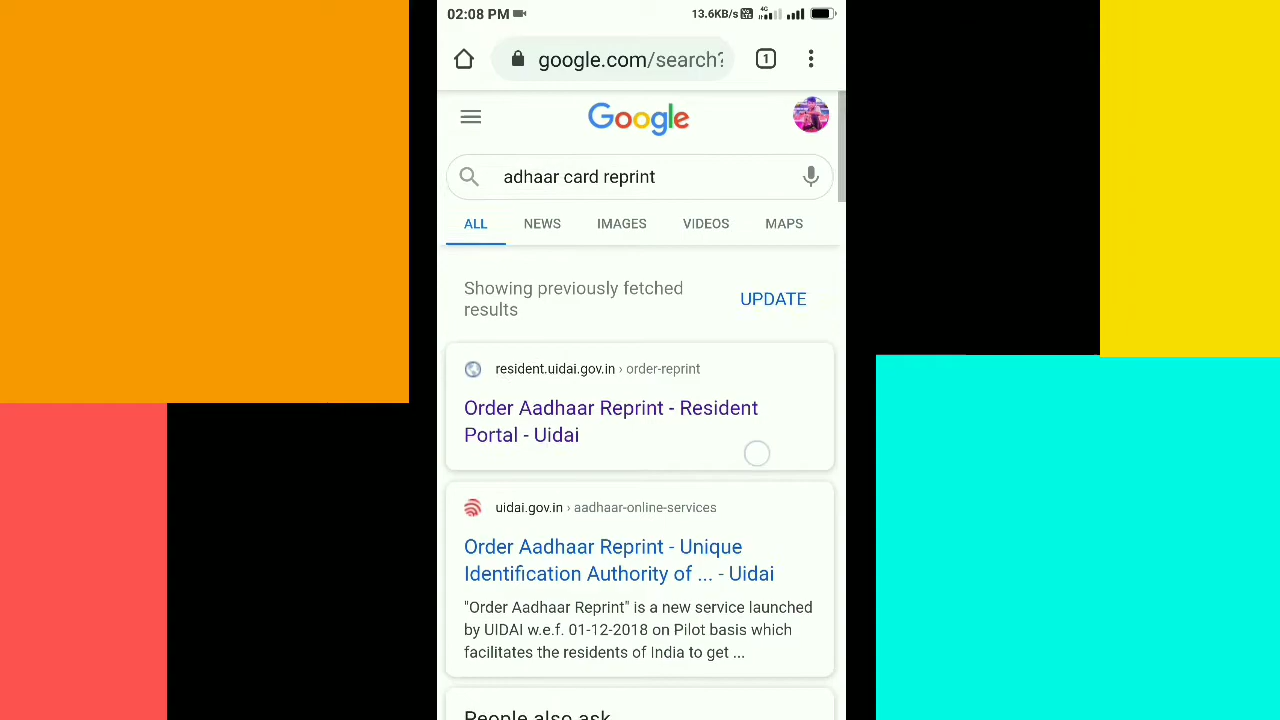 02:08 PM
13.6KB/s
4G
google.com/search?
1
Google
adhaar card reprint
ALL NEWS IMAGES VIDEOS MAPS
Showing previously fetched
results
UPDATE
resident.uidai.gov.in › order-reprint
Order Aadhaar Reprint - Resident
Portal - Uidai
uidai.gov.in › aadhaar-online-services
Order Aadhaar Reprint - Unique
Identification Authority of ... - Uidai
"Order Aadhaar Reprint" is a new service launched
by UIDAI w.e.f. 01-12-2018 on Pilot basis which
facilitates the residents of India to get ...
People also ask